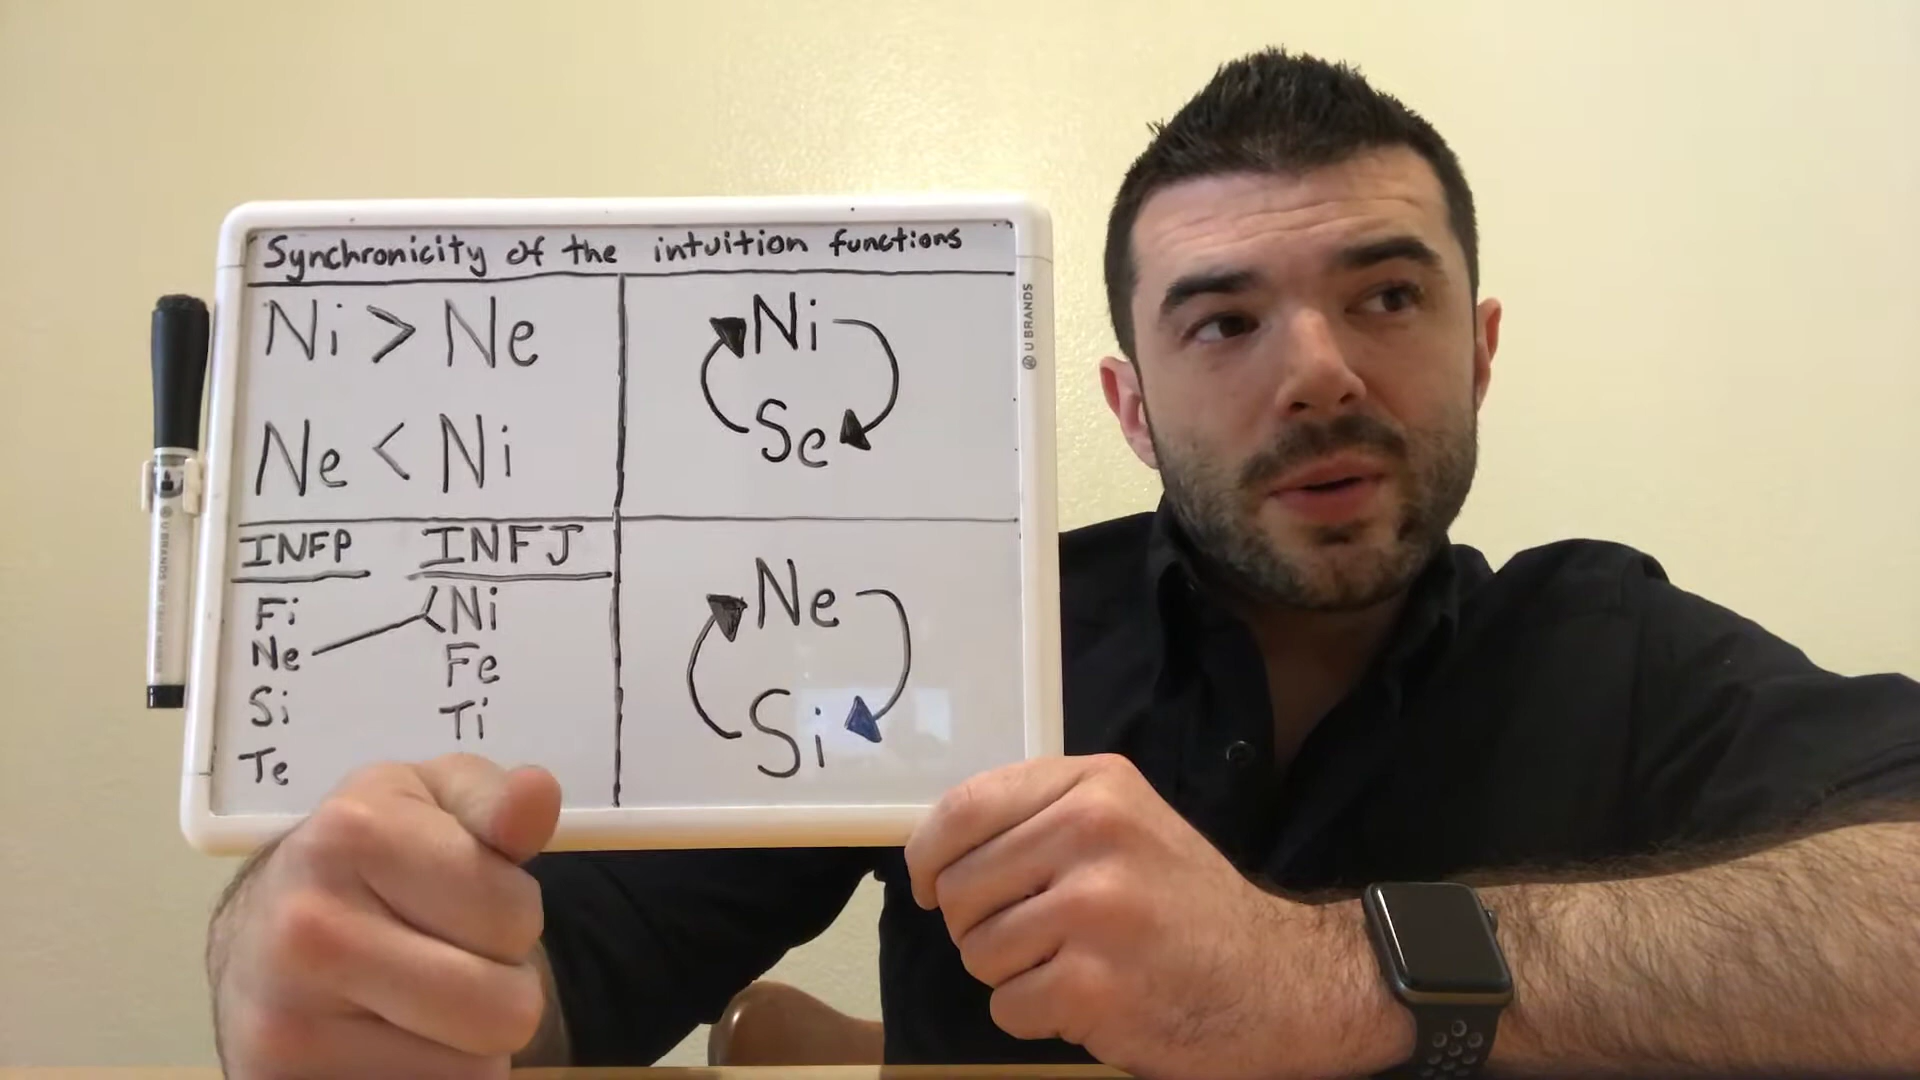 Synchronicity of the intuition functions
Ni > Ne
Ne < Ni
Ni
Se
INFP INFJ
Fi <Ni
Ne Fe
Si Ti
Te
Ne
Si
U BRANDS
U BRANDS